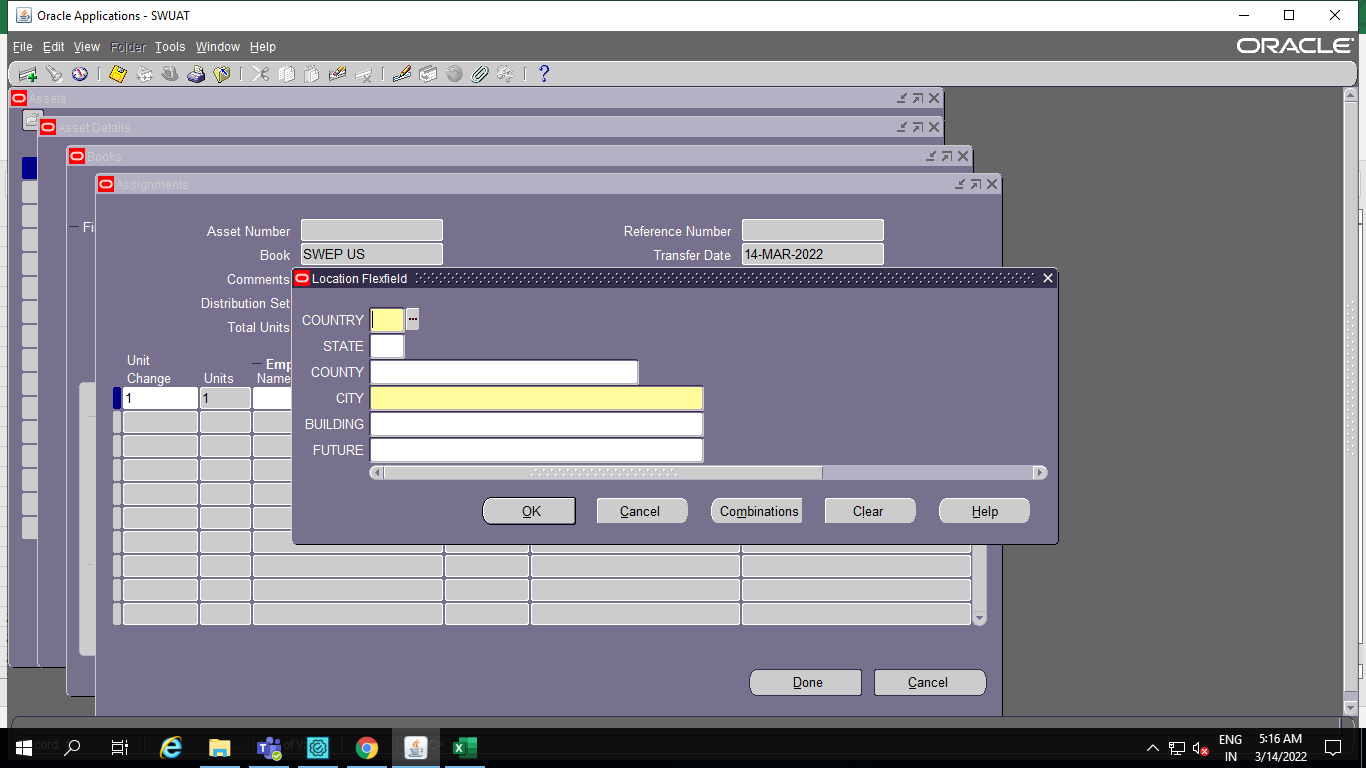 Oracle Applications - SWUAT
File Edit View Folder Tools Window Help
ORACLE
Assets
Asset Details
Books
Assignments
Fi
Asset Number
Reference Number
Book SWEP US
Transfer Date 14-MAR-2022
Comments
Distribution Set
Total Units
Unit
Change
Units
Emp
Name
1 1
Location Flexfield
COUNTRY
STATE
COUNTY
CITY
BUILDING
FUTURE
OK Cancel Combinations Clear Help
Done Cancel
ENG
IN
5:16 AM
3/14/2022